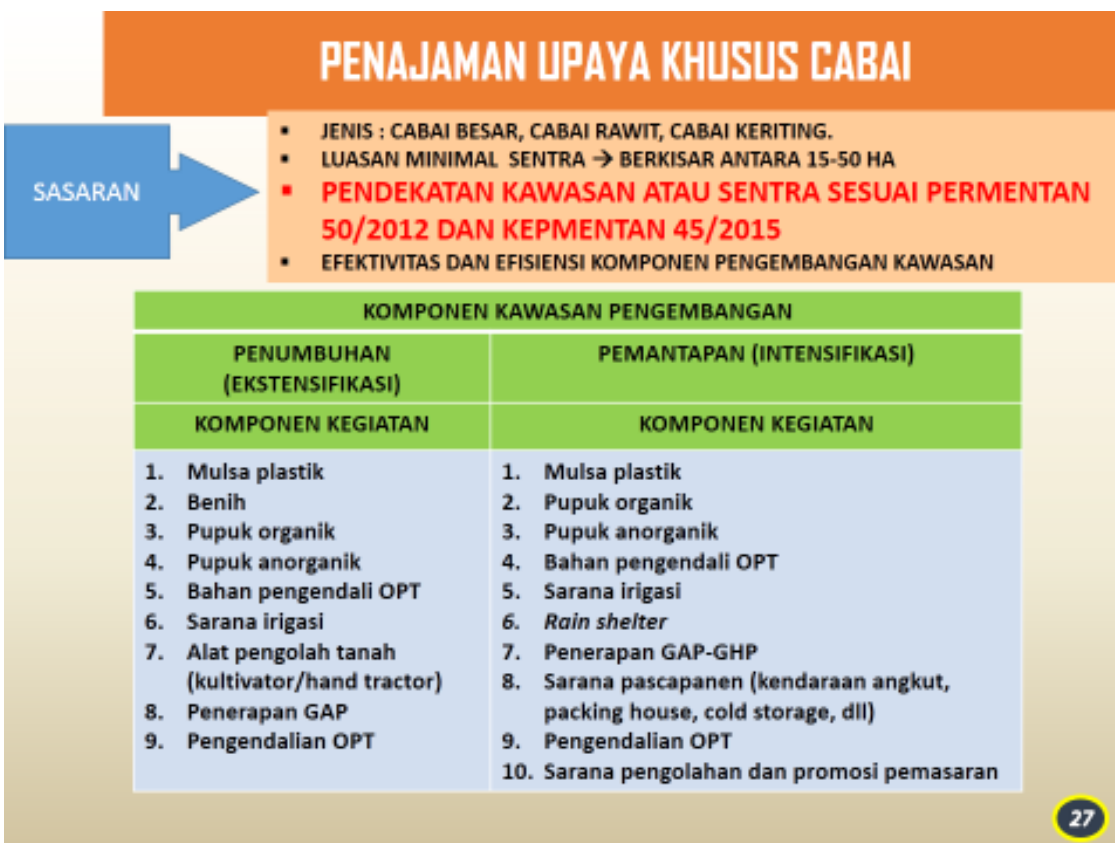 PENAJAMAN UPAYA KHUSUS CABAI
SASARAN
▪ JENIS : CABAI BESAR, CABAI RAWIT, CABAI KERITING.
▪ LUASAN MINIMAL SENTRA → BERKISAR ANTARA 15-50 HA
▪ PENDEKATAN KAWASAN ATAU SENTRA SESUAI PERMENTAN
50/2012 DAN KEPMENTAN 45/2015
▪ EFEKTIVITAS DAN EFISIENSI KOMPONEN PENGEMBANGAN KAWASAN
KOMPONEN KAWASAN PENGEMBANGAN
PENUMBUHAN
(EKSTENSIFIKASI)
PEMANTAPAN (INTENSIFIKASI)
KOMPONEN KEGIATAN
KOMPONEN KEGIATAN
1. Mulsa plastik
2. Benih
3. Pupuk organik
4. Pupuk anorganik
5. Bahan pengendali OPT
6. Sarana irigasi
7. Alat pengolah tanah
(kultivator/hand tractor)
8. Penerapan GAP
9. Pengendalian OPT
1. Mulsa plastik
2. Pupuk organik
3. Pupuk anorganik
4. Bahan pengendali OPT
5. Sarana irigasi
6. Rain shelter
7. Penerapan GAP-GHP
8. Sarana pascapanen (kendaraan angkut,
packing house, cold storage, dll)
9. Pengendalian OPT
10. Sarana pengolahan dan promosi pemasaran
27